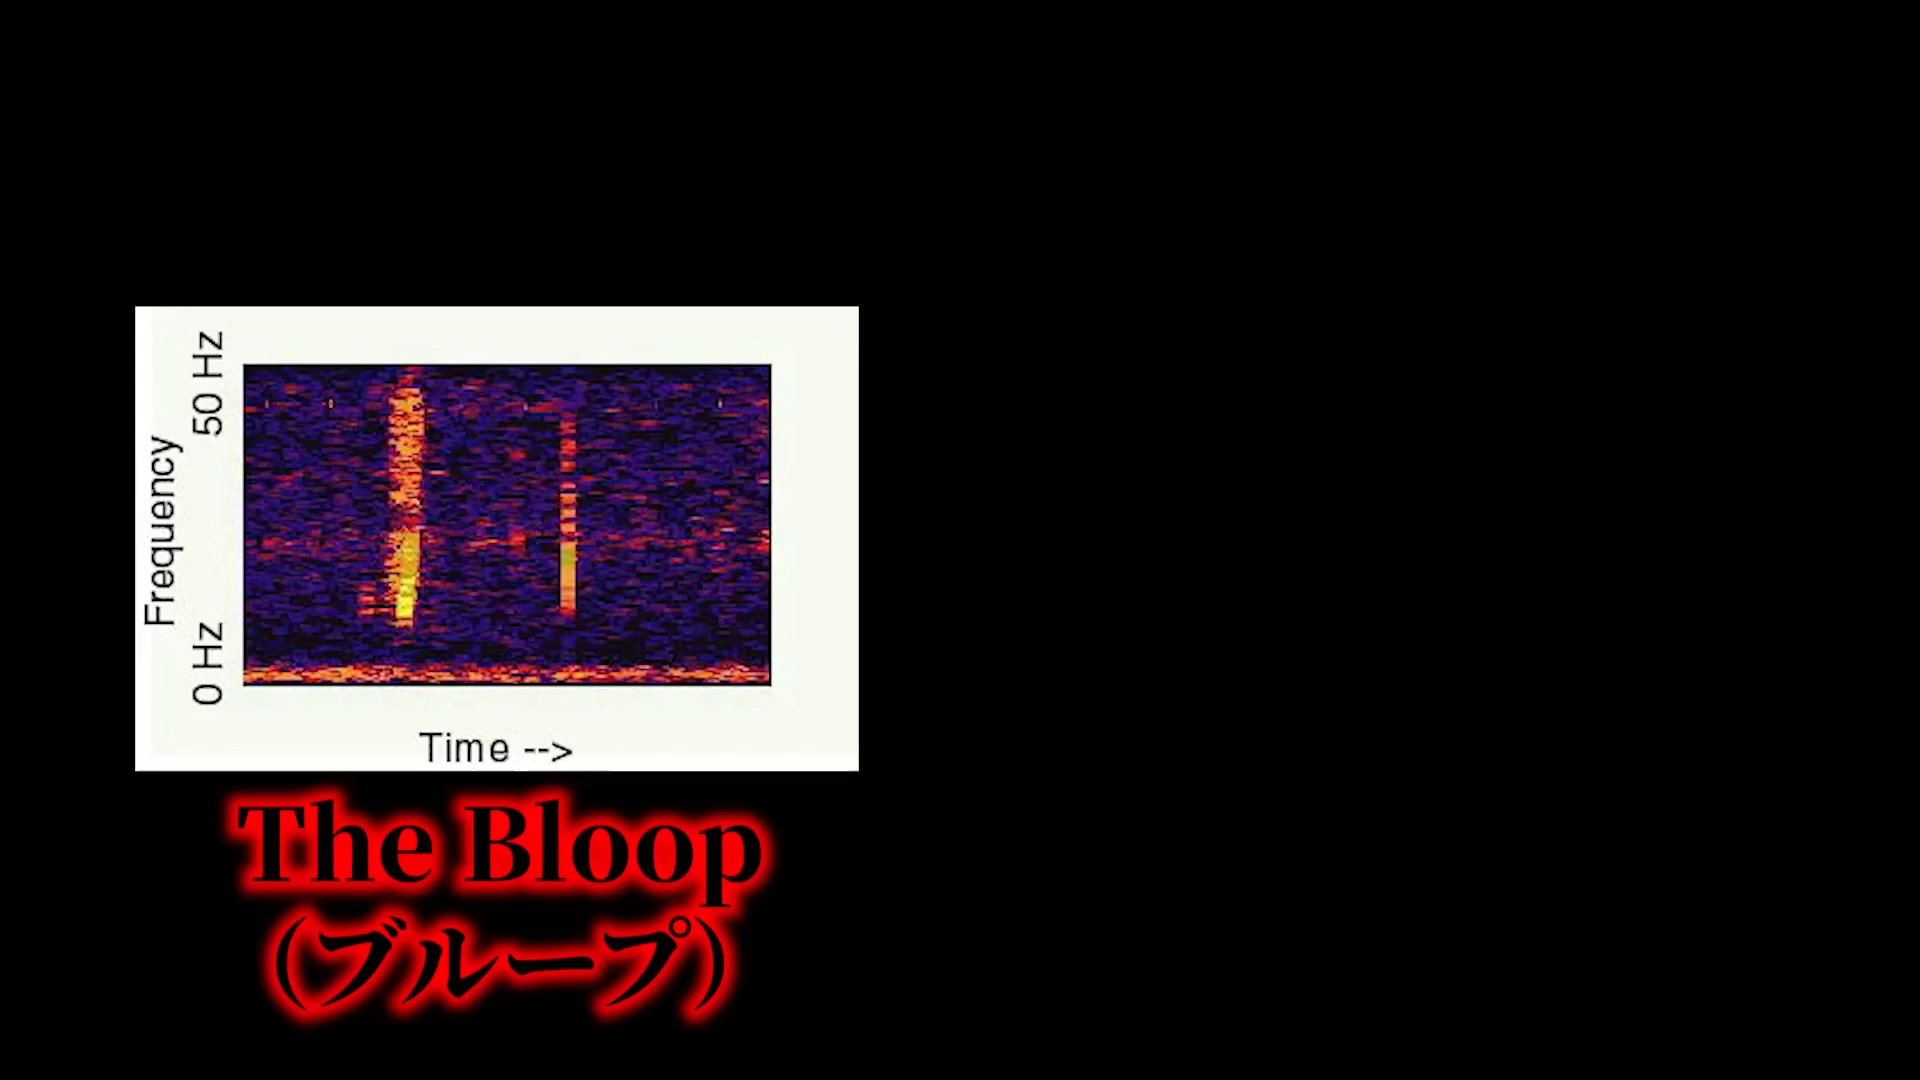 50 Hz
Frequency
0 Hz
Time -->
The Bloop
（ブループ）